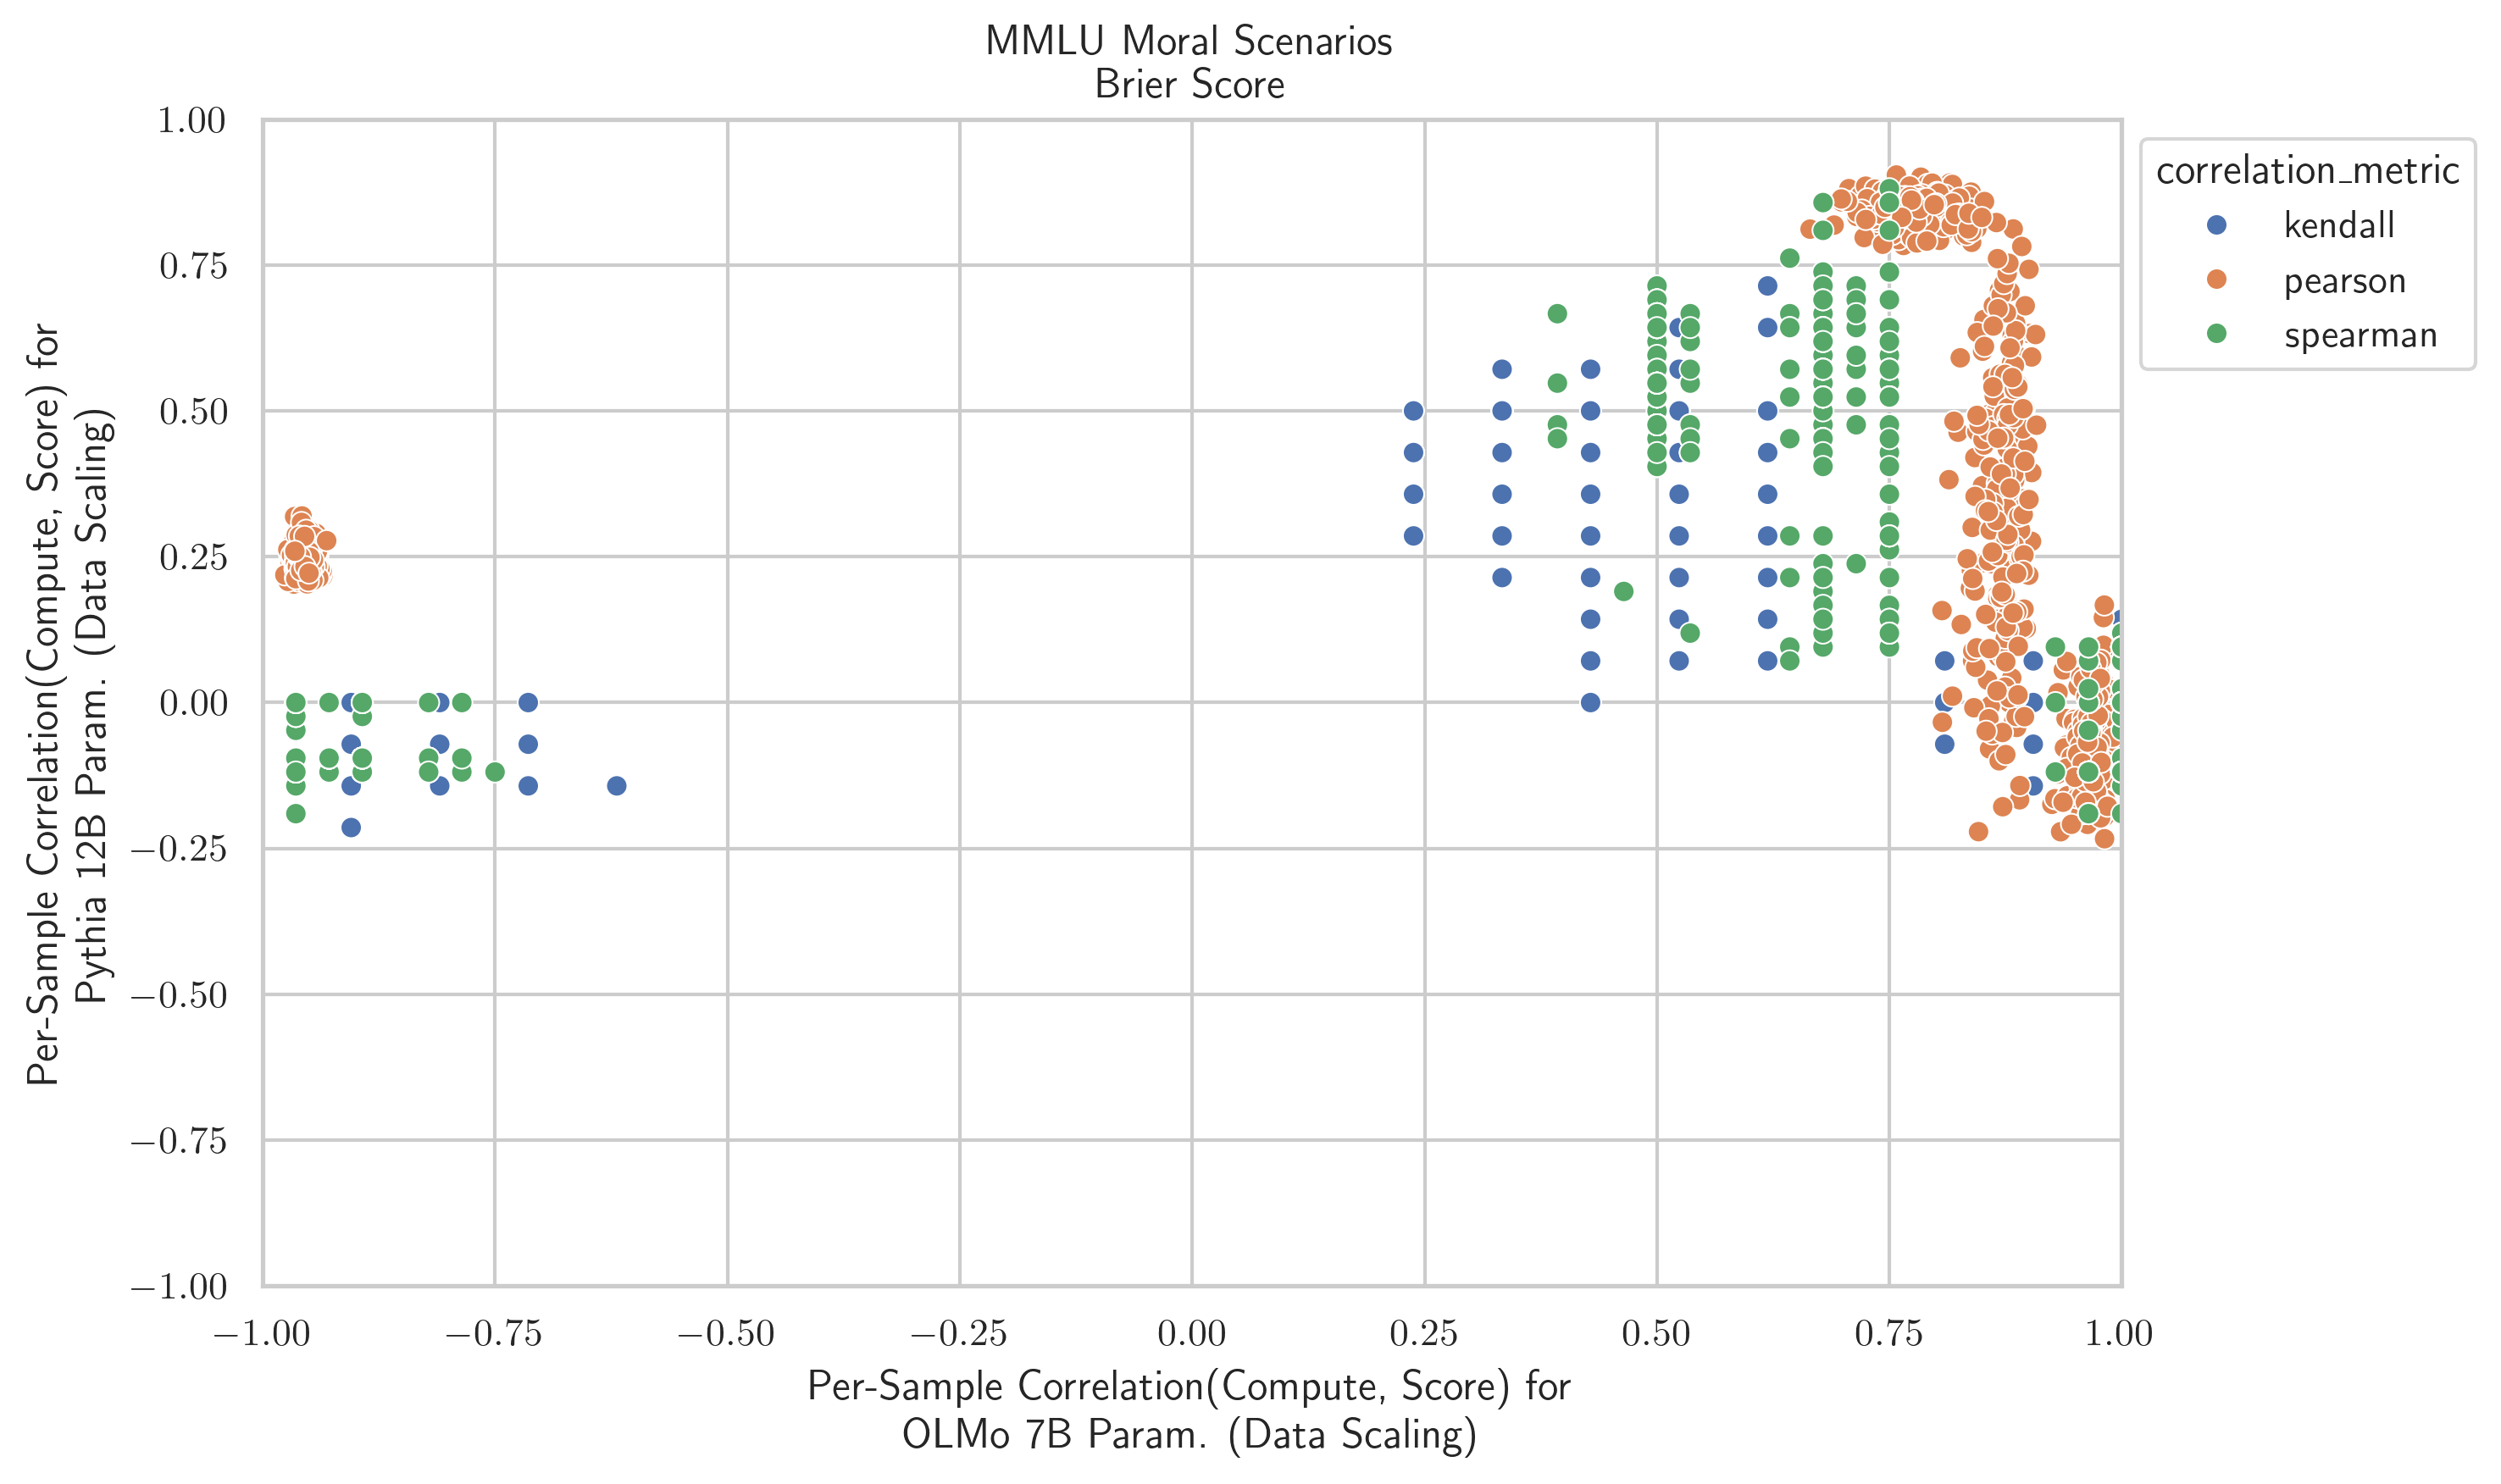 MMLU Moral Scenarios
Brier Score
Per-Sample Correlation(Compute, Score) for
Pythia 12B Param. (Data Scaling)
1.00
0.75
0.50
0.25
0.00
−0.25
−0.50
−0.75
−1.00
−1.00 −0.75 −0.50 −0.25 0.00 0.25 0.50 0.75 1.00
Per-Sample Correlation(Compute, Score) for
OLMo 7B Param. (Data Scaling)
correlation_metric
kendall
pearson
spearman